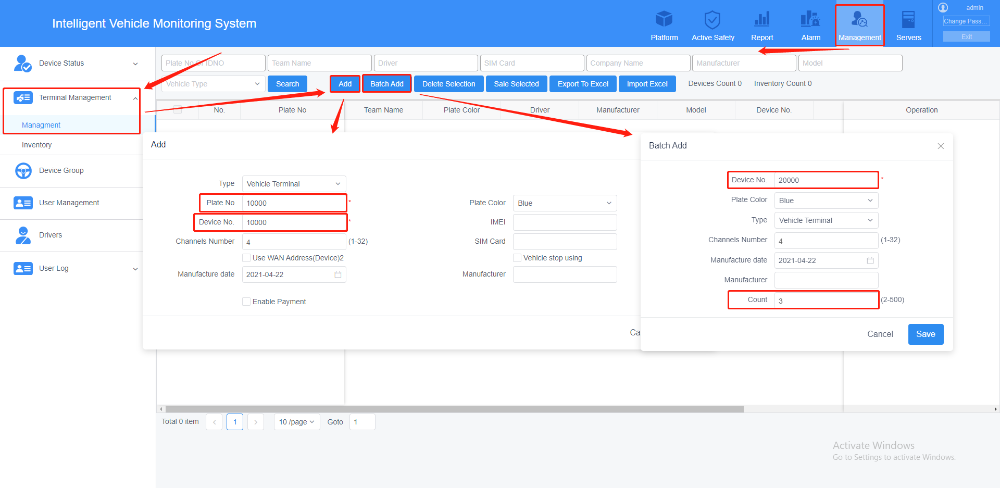 Intelligent Vehicle Monitoring System
Platform
Active Safety
Report
Alarm
Management
Servers
admin
Change Pass...
Exit
Device Status
Terminal Management
Managment
Inventory
Device Group
User Management
Drivers
User Log
Plate No Or IDNO
Team Name
Driver
SIM Card
Company Name
Manufacturer
Model
Vehicle Type
Search
Add
Batch Add
Delete Selection
Sale Selected
Export To Excel
Import Excel
Devices Count 0
Inventory Count 0
No.
Plate No
Team Name
Plate Color
Driver
Manufacturer
Model
Device No.
Operation
Add
Type
Vehicle Terminal
Plate No
10000
*
Plate Color
Blue
Device No.
10000
*
IMEI
Channels Number
4
(1-32)
SIM Card
Use WAN Address(Device)2
Vehicle stop using
Manufacture date
2021-04-22
Manufacturer
Enable Payment
Ca
Batch Add
Device No.
20000
*
Plate Color
Blue
Type
Vehicle Terminal
Channels Number
4
(1-32)
Manufacture date
2021-04-22
Manufacturer
Count
3
(2-500)
Cancel
Save
Total 0 item
1
10 /page
Goto
1
Activate Windows
Go to Settings to activate Windows.